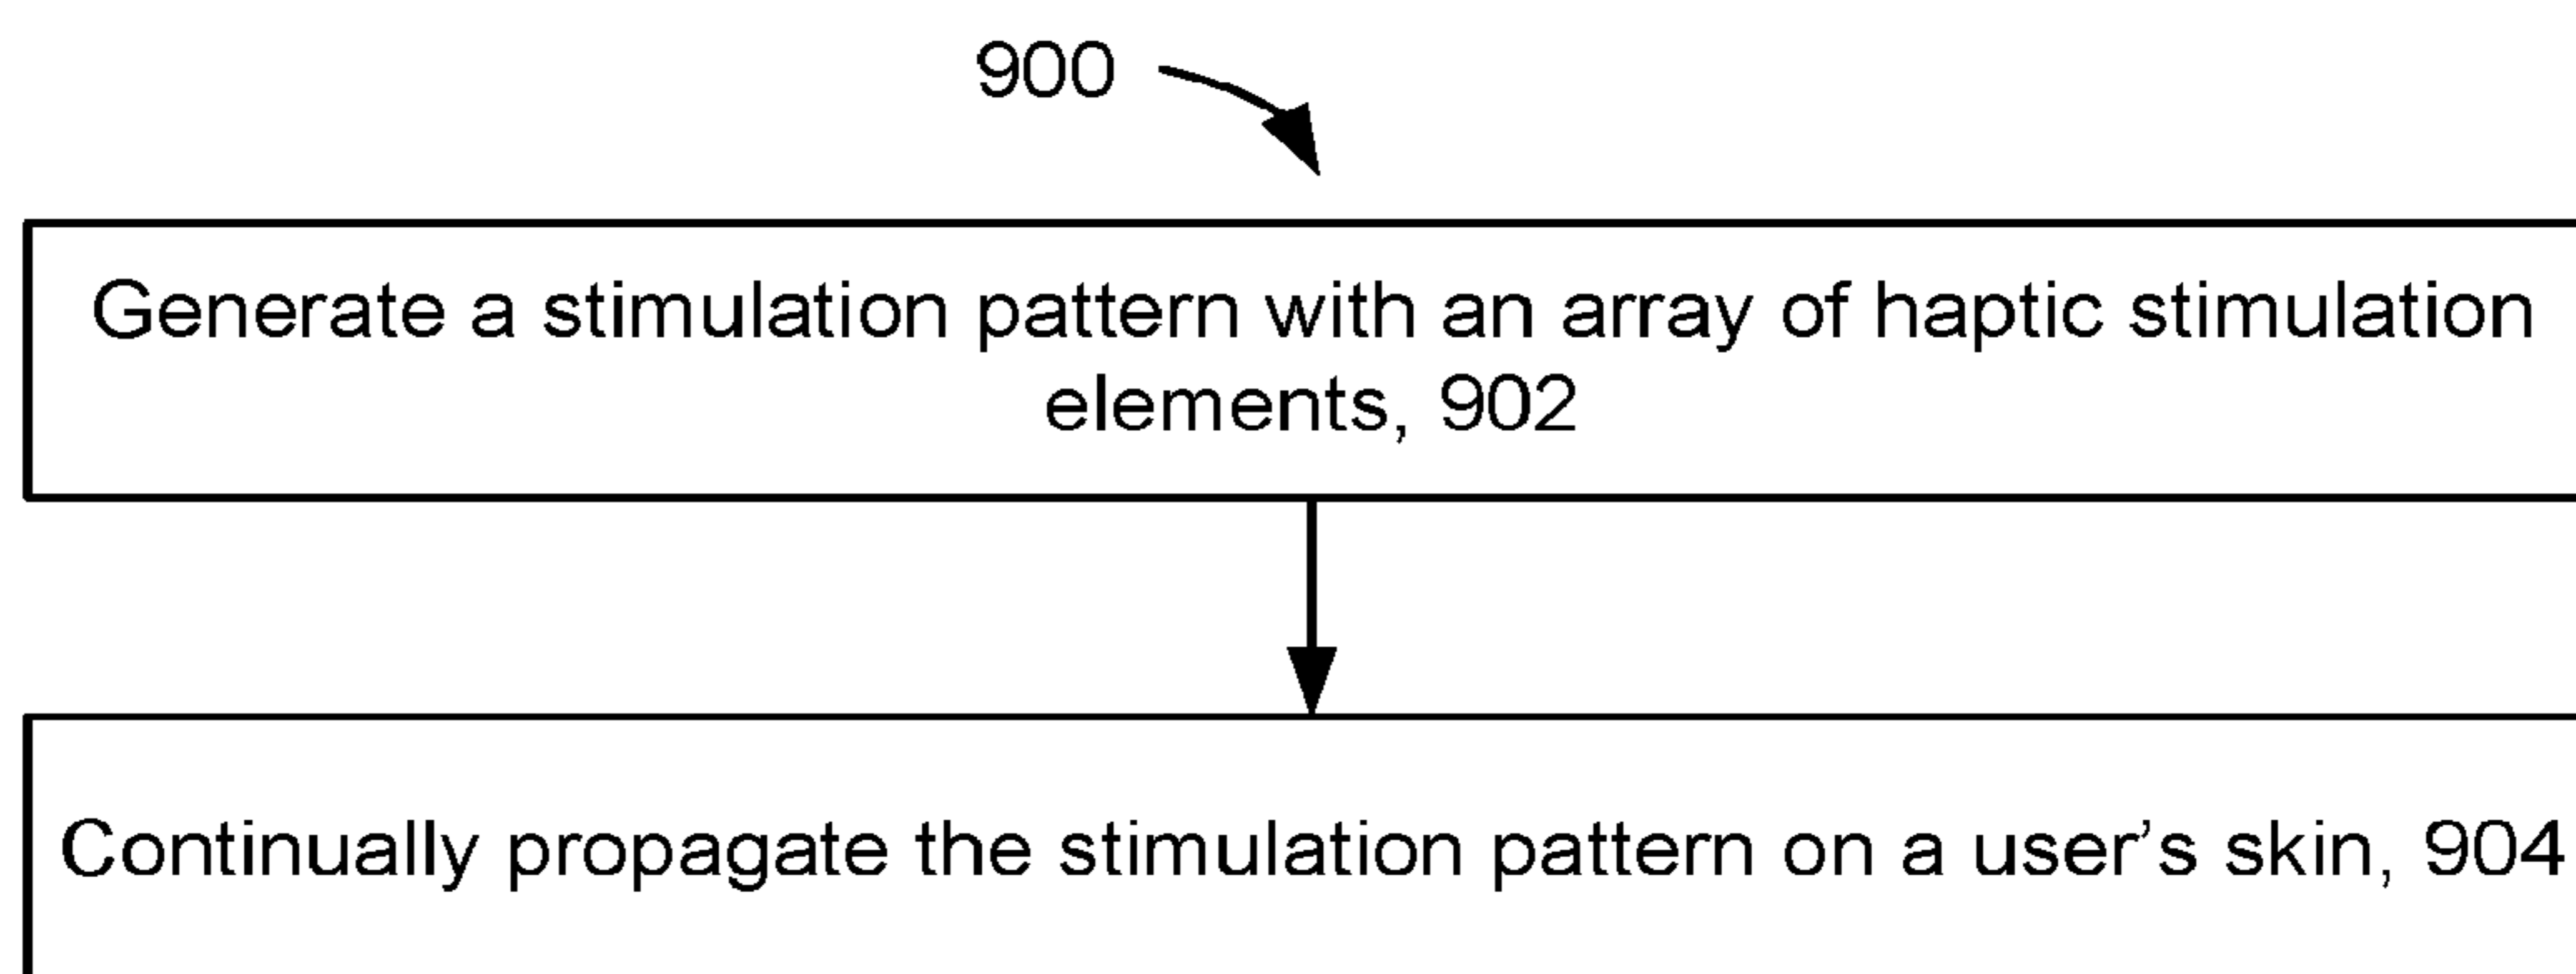 900
Generate a stimulation pattern with an array of haptic stimulation
elements, 902
Continually propagate the stimulation pattern on a user’s skin, 904